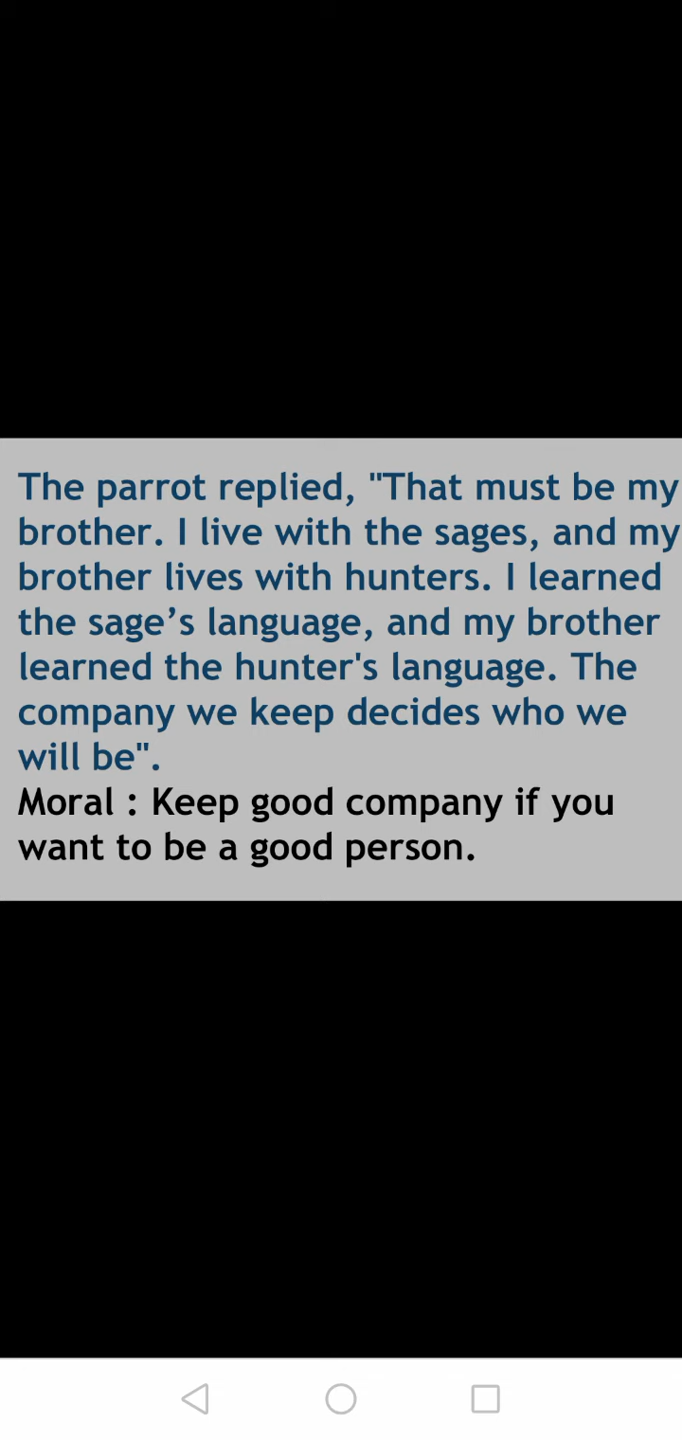 The parrot replied, "That must be my
brother. I live with the sages, and my
brother lives with hunters. I learned
the sage’s language, and my brother
learned the hunter's language. The
company we keep decides who we
will be".
Moral : Keep good company if you
want to be a good person.